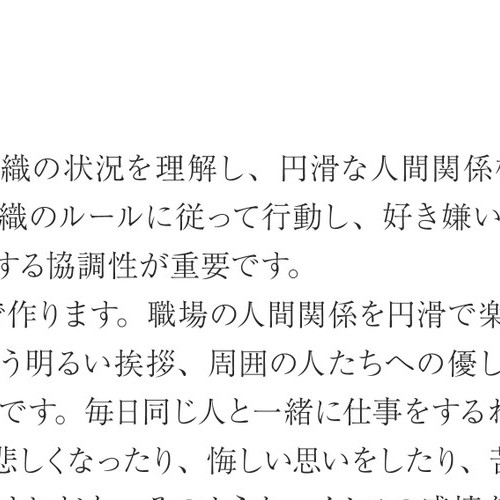 織の状況を理解し、円滑な人間関係
織のルールに従って行動し、好き嫌い
する協調性が重要です。
作ります。職場の人間関係を円滑で楽
う明るい挨拶、周囲の人たちへの優し
です。毎日同じ人と一緒に仕事をする
悲しくなったり、悔しい思いをしたり、